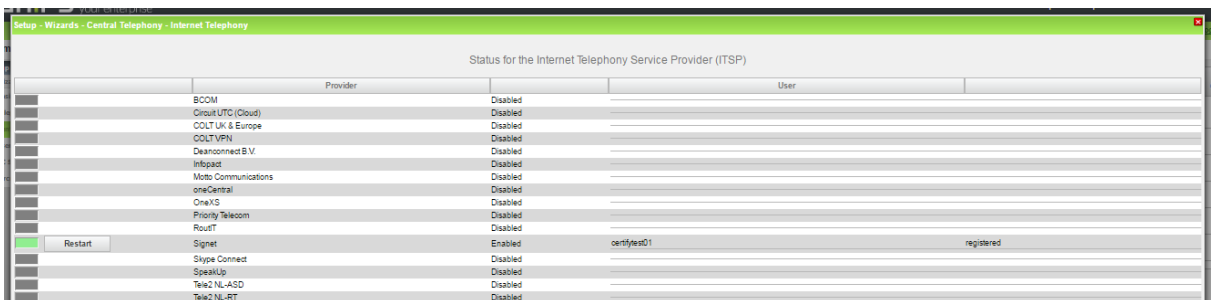 your enterprise
Setup - Wizards - Central Telephony - Internet Telephony
Status for the Internet Telephony Service Provider (ITSP)
Provider User
BCOM Disabled
Circuit UTC (Cloud) Disabled
COLT UK & Europe Disabled
COLT VPN Disabled
Deanconnect B.V. Disabled
Infopact Disabled
Motto Communications Disabled
oneCentral Disabled
OneXS Disabled
Priority Telecom Disabled
RoutIT Disabled
Restart Signet Enabled certifytest01 registered
Skype Connect Disabled
SpeakUp Disabled
Tele2 NL-ASD Disabled
Tele2 NL-RT Disabled